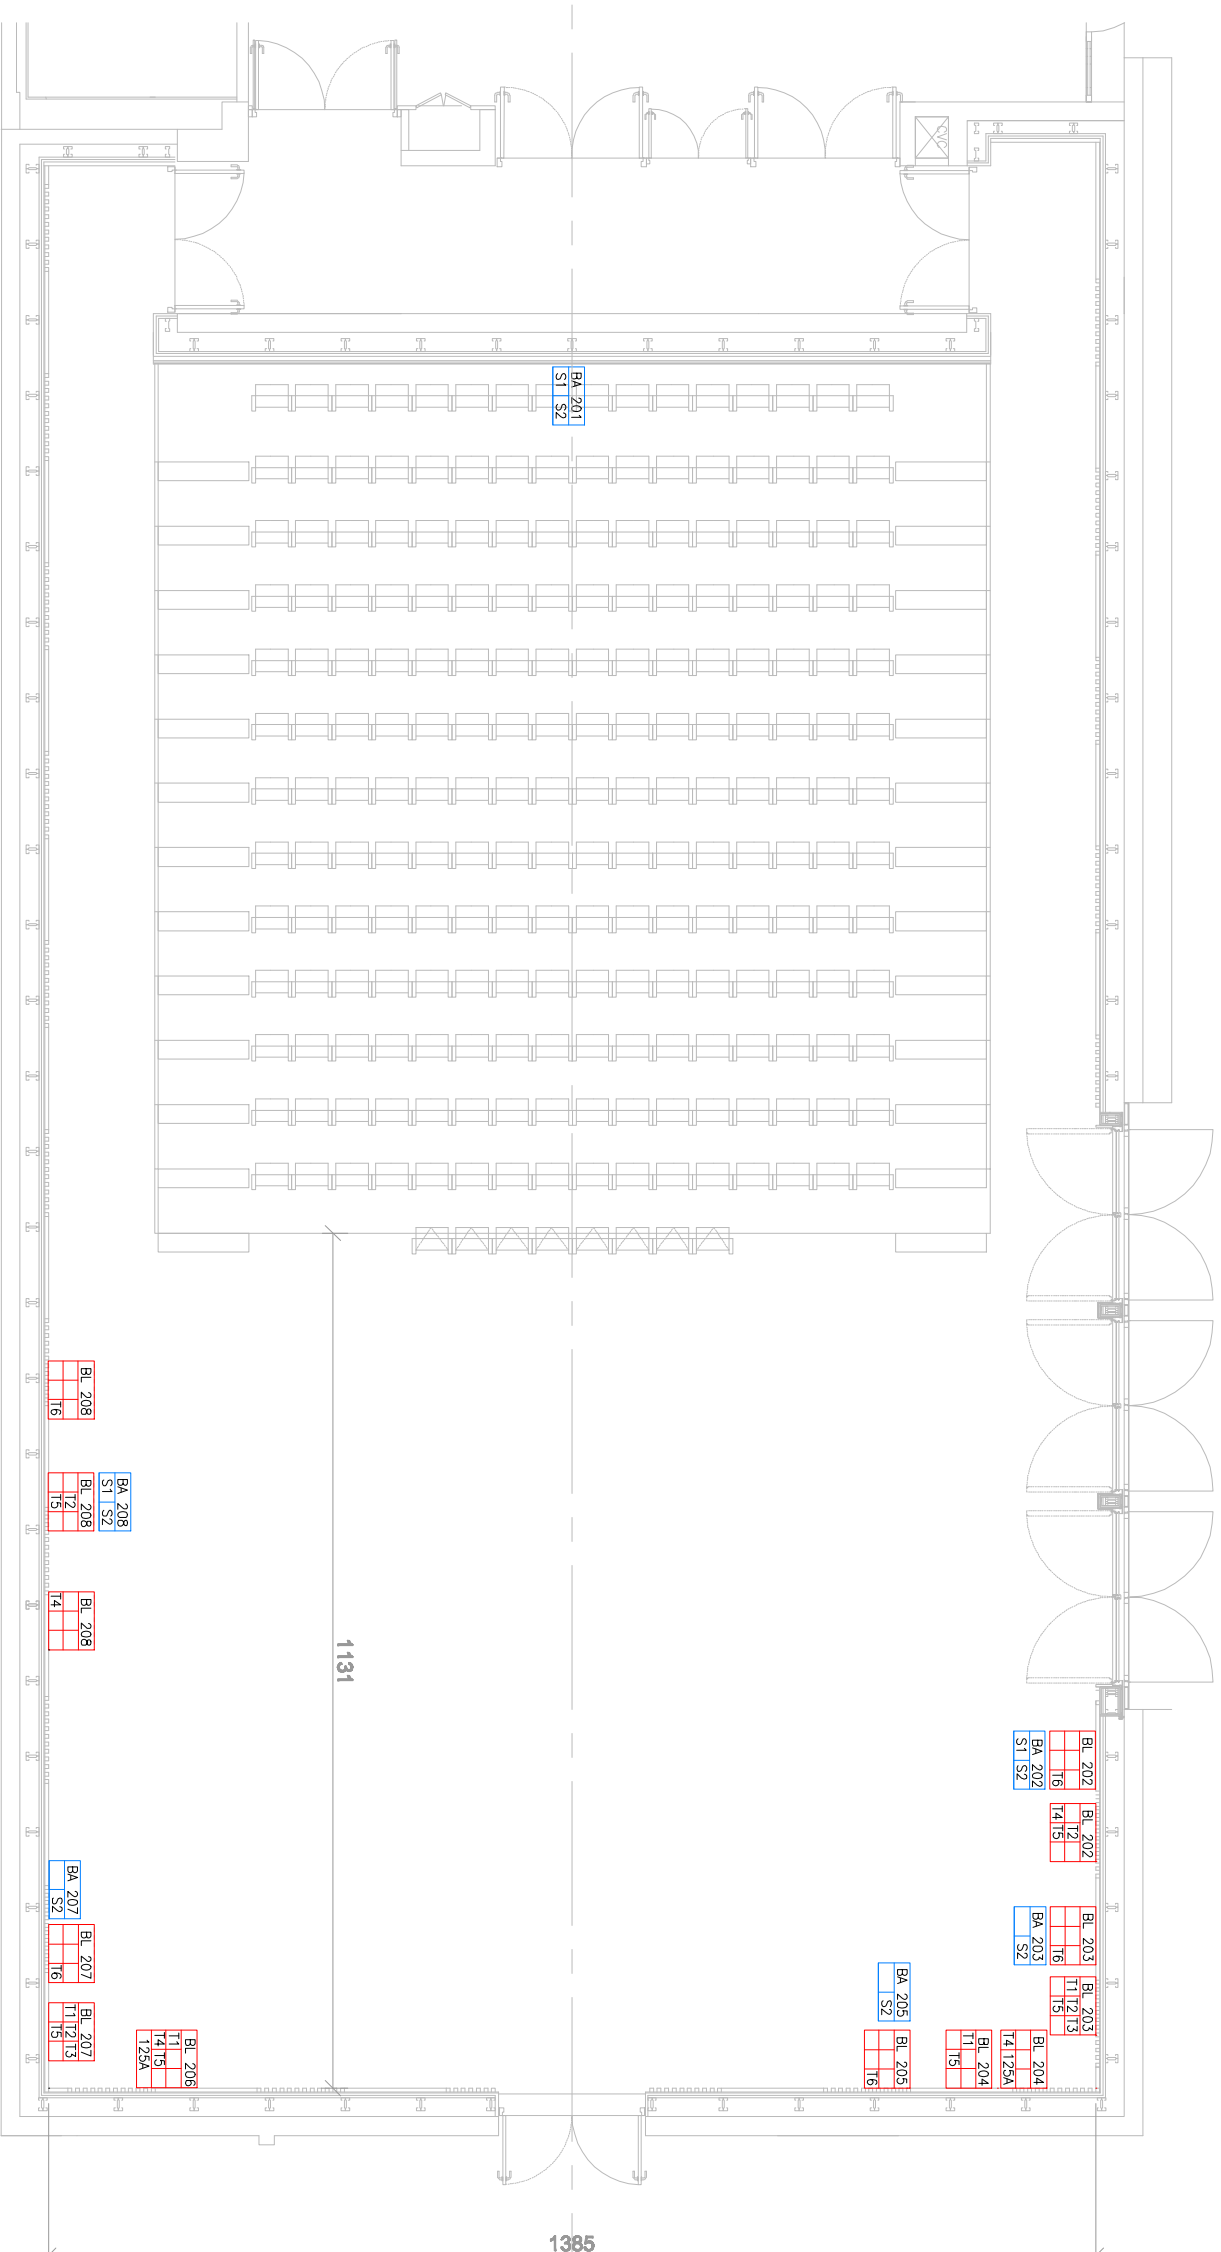 CVC
BA 201
S1 S2
BL 208
T6
BA 208
S1 S2
BL 208
T2
T5
BL 208
T4
1131
BL 202
T6
BA 202
S1 S2
BL 202
T2
T4 T5
BA 207
S2
BL 203
T6
BA 203
S2
BL 207
T6
BA 205
S2
BL 203
T1 T2 T3
T5
BL 207
T1 T2 T3
T5
BL 206
T1
T4 T5
125A
BL 205
T6
BL 204
T1
T5
BL 204
T4 125A
1385